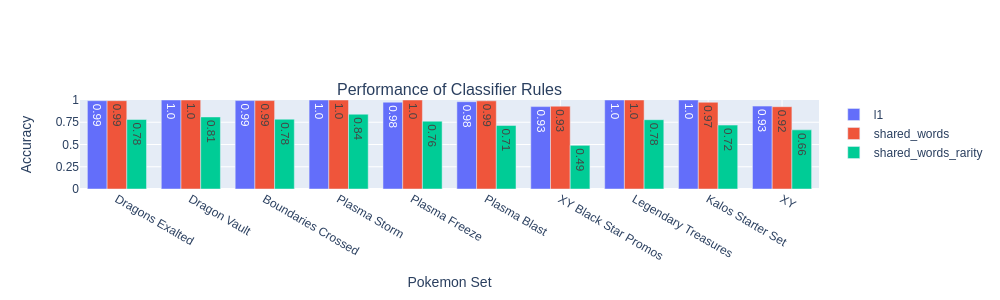 Performance of Classifier Rules
Accuracy
1
0.75
0.5
0.25
0
0.99 0.99 0.78
1.0 1.0 0.81
0.99 0.99 0.78
1.0 1.0 0.84
0.98 1.0 0.76
0.98 0.99 0.71
0.93 0.93 0.49
1.0 1.0 0.78
1.0 0.97 0.72
0.93 0.92 0.66
Dragons Exalted
Dragon Vault
Boundaries Crossed
Plasma Storm
Plasma Freeze
Plasma Blast
XY Black Star Promos
Legendary Treasures
Kalos Starter Set
XY
Pokemon Set
l1
shared_words
shared_words_rarity